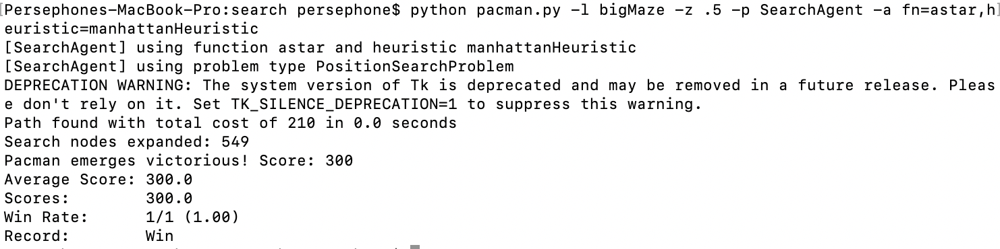 [Persephones-MacBook-Pro:search persephone$ python pacman.py -l bigMaze -z .5 -p SearchAgent -a fn=astar,h]
euristic=manhattanHeuristic
[SearchAgent] using function astar and heuristic manhattanHeuristic
[SearchAgent] using problem type PositionSearchProblem
DEPRECATION WARNING: The system version of Tk is deprecated and may be removed in a future release. Pleas
e don't rely on it. Set TK_SILENCE_DEPRECATION=1 to suppress this warning.
Path found with total cost of 210 in 0.0 seconds
Search nodes expanded: 549
Pacman emerges victorious! Score: 300
Average Score: 300.0
Scores:        300.0
Win Rate:      1/1 (1.00)
Record:        Win